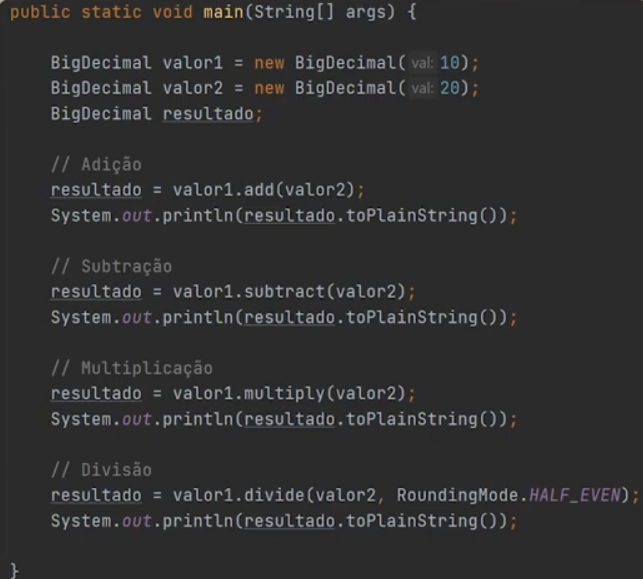 public static void main(String[] args) {
BigDecimal valor1 = new BigDecimal( val: 10);
BigDecimal valor2 = new BigDecimal( val: 20);
BigDecimal resultado;
// Adição
resultado = valor1.add(valor2);
System.out.println(resultado.toPlainString());
// Subtração
resultado = valor1.subtract(valor2);
System.out.println(resultado.toPlainString());
// Multiplicação
resultado = valor1.multiply(valor2);
System.out.println(resultado.toPlainString());
// Divisão
resultado = valor1.divide(valor2, RoundingMode.HALF_EVEN);
System.out.println(resultado.toPlainString());
}